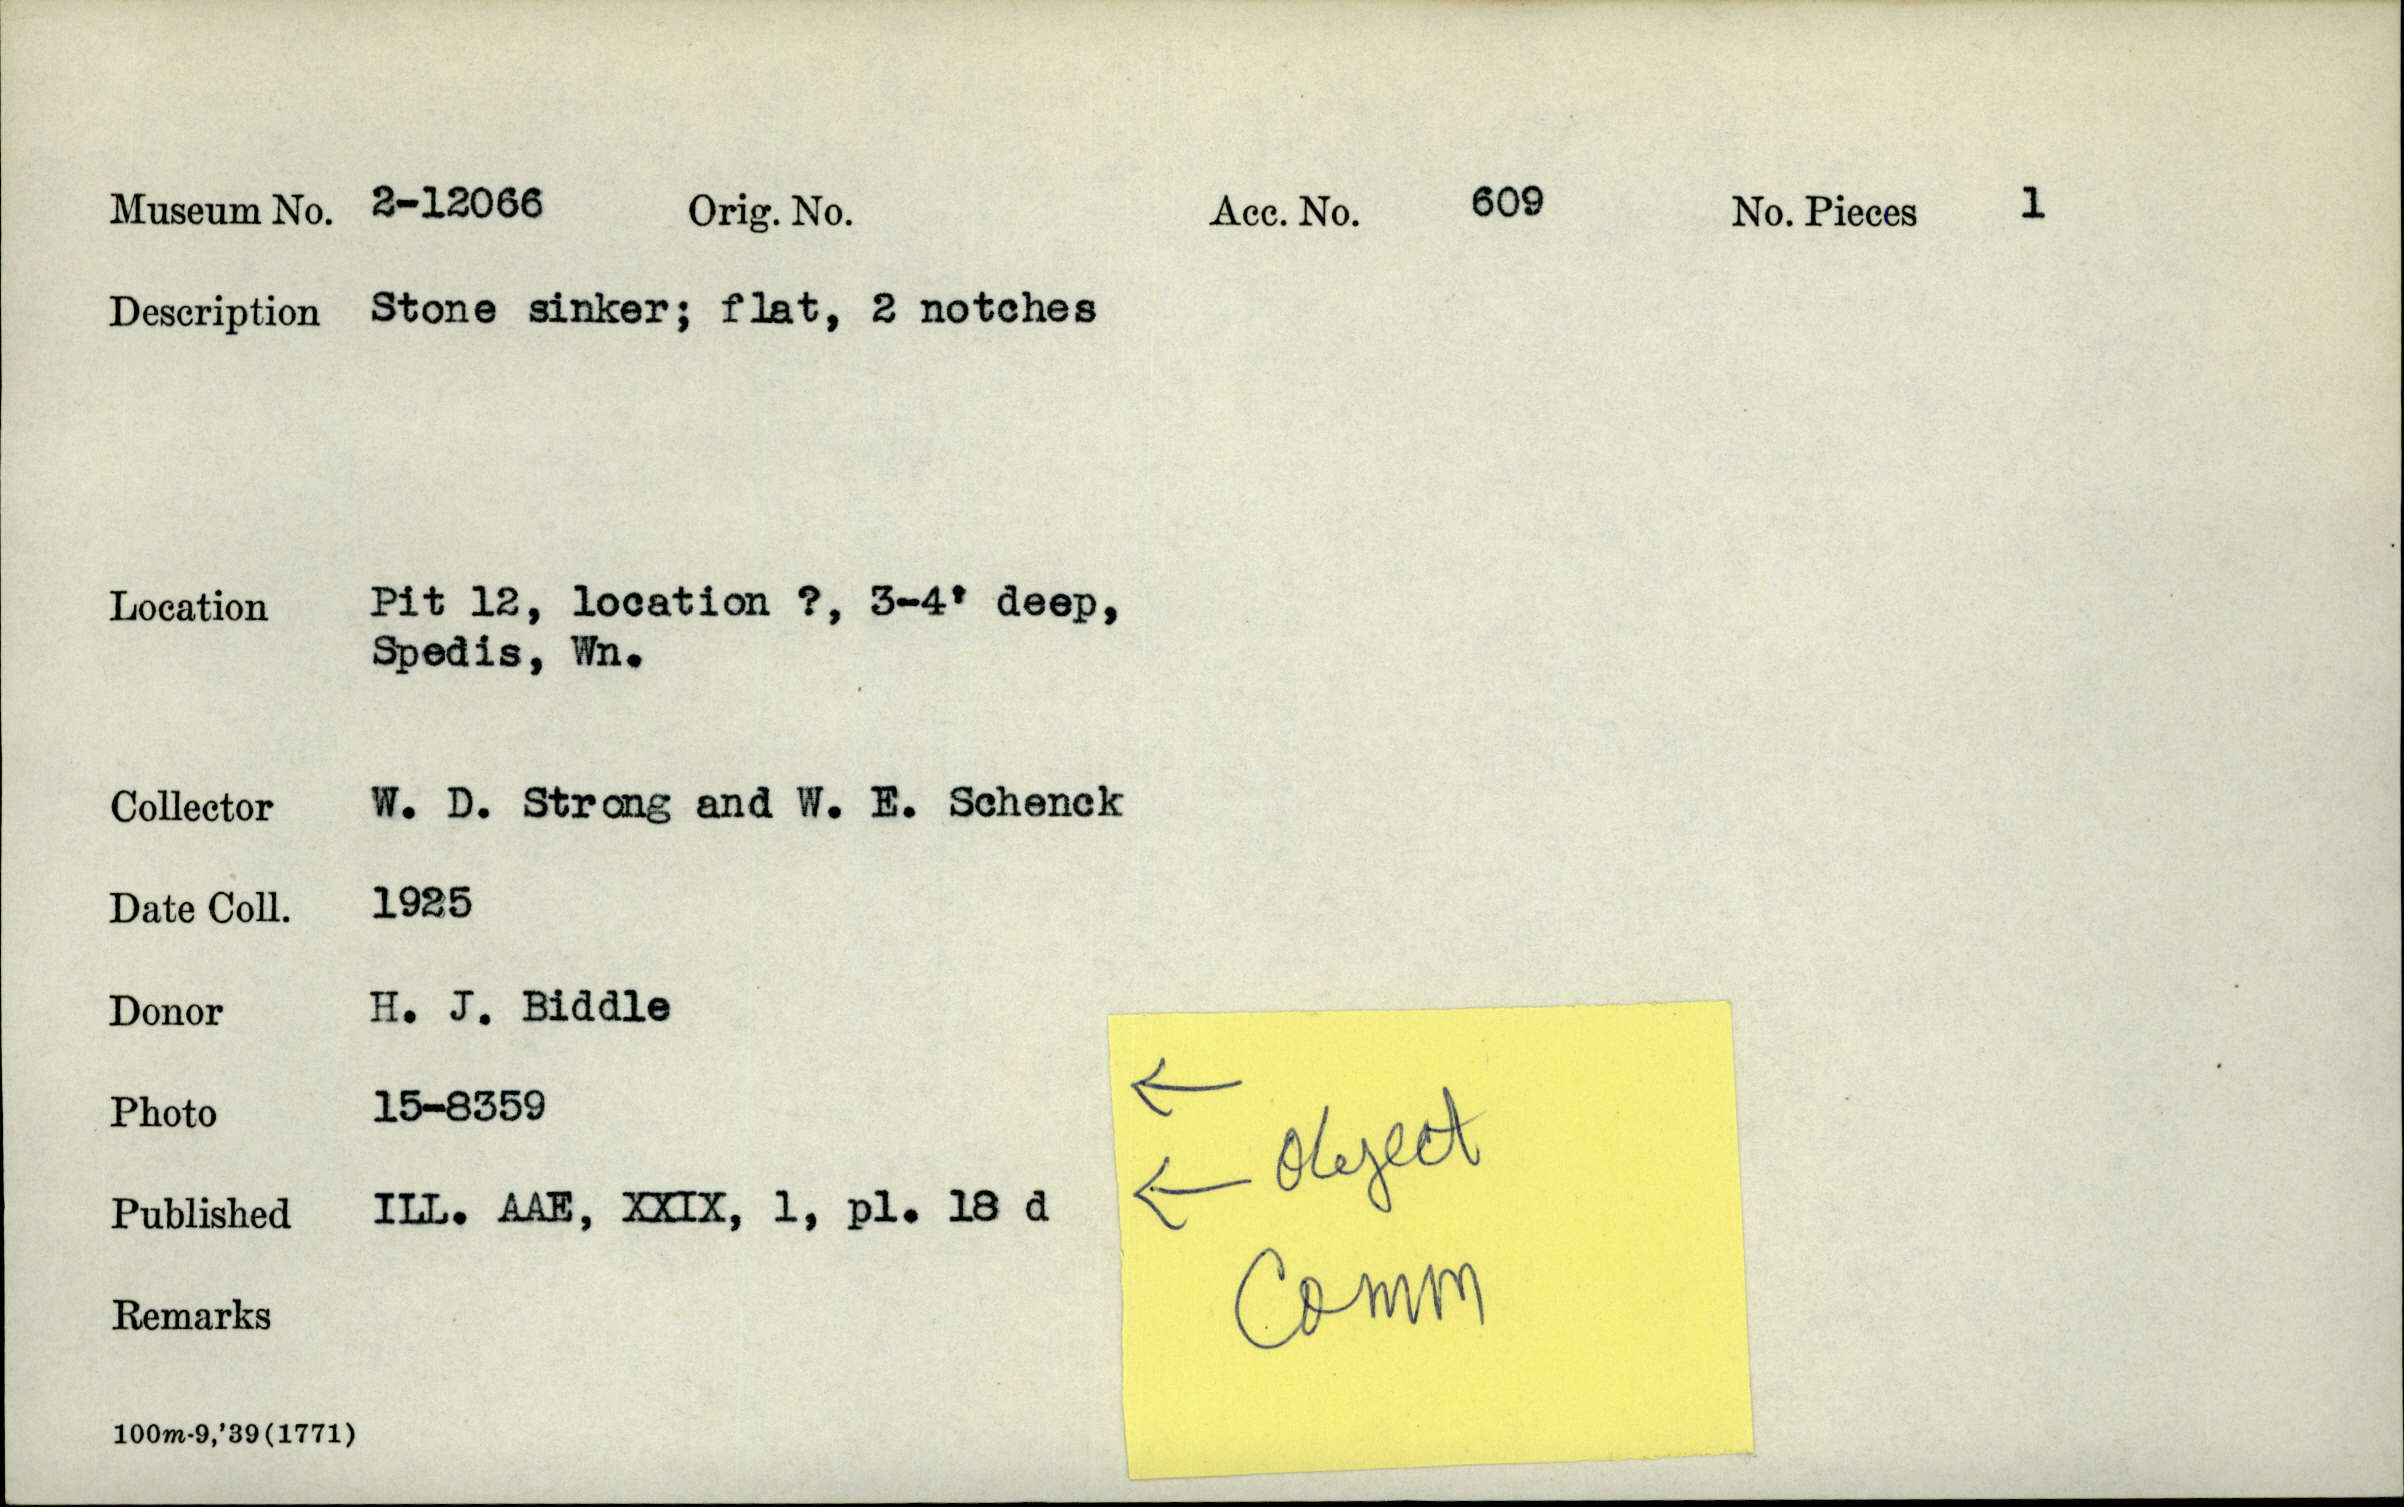 Museum No. 2-12066 Orig. No. Acc. No. 609 No. Pieces 1
Description Stone sinker; flat, 2 notches
Location Pit 12, location ?, 3-4' deep,
Spedis, Wn.
Collector W. D. Strong and W. E. Schenck
Date Coll. 1925
Donor H. J. Biddle
Photo 15-8359
Published ILL. AAE, XXIX, 1, pl. 18 d
Remarks
100m-9,'39(1771)
←
← Object
Comm